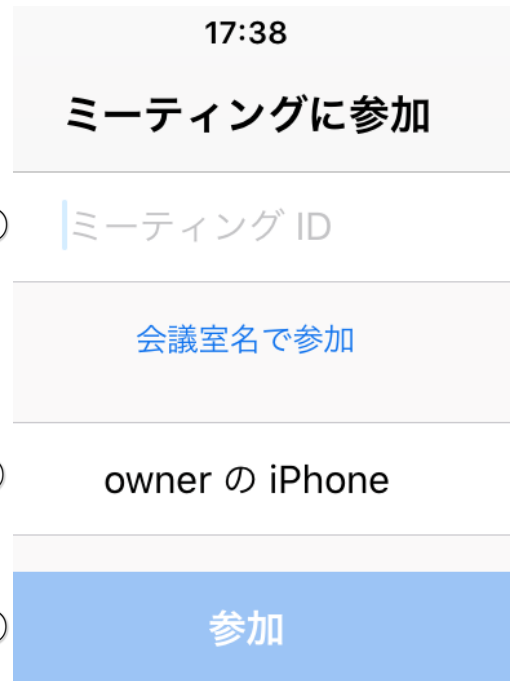 17:38
ミーティングに参加
ミーティング ID
会議室名で参加
owner の iPhone
参加